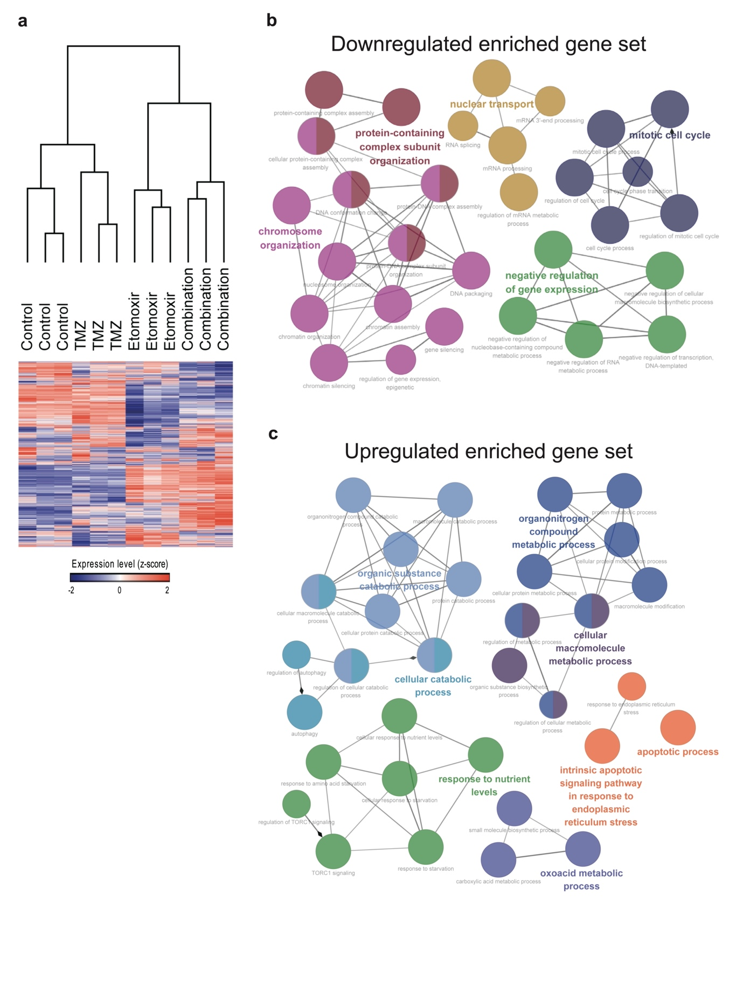 a
Control
Control
Control
TMZ
TMZ
TMZ
Etomoxir
Etomoxir
Etomoxir
Combination
Combination
Combination
Expression level (z-score)
-2
0
2
b
Downregulated enriched gene set
protein-containing complex assembly
protein-containing
complex subunit
organization
cellular protein-containing complex
assembly
DNA conformation change
protein-DNA complex assembly
chromosome
organization
protein-DNA complex subunit
organization
nucleosome organization
DNA packaging
chromatin assembly
chromatin organization
gene silencing
chromatin silencing
regulation of gene expression,
epigenetic
nuclear transport
mRNA 3'-end processing
RNA splicing
mRNA processing
regulation of mRNA metabolic
process
mitotic cell cycle
mitotic cell cycle process
cell cycle phase transition
regulation of cell cycle
regulation of mitotic cell cycle
cell cycle process
negative regulation
of gene expression
negative regulation of cellular
macromolecule biosynthetic process
negative regulation of
nucleobase-containing compound
metabolic process
negative regulation of RNA
metabolic process
negative regulation of transcription,
DNA-templated
c
Upregulated enriched gene set
organonitrogen compound catabolic
process
macromolecule catabolic process
organic substance
catabolic process
protein catabolic process
cellular macromolecule catabolic
process
cellular protein catabolic process
regulation of autophagy
regulation of cellular catabolic
process
cellular catabolic
process
autophagy
protein metabolic process
organonitrogen
compound
metabolic process
cellular protein modification process
cellular protein metabolic process
macromolecule modification
cellular
macromolecule
metabolic process
regulation of metabolic process
organic substance biosynthetic
process
regulation of cellular metabolic
process
response to endoplasmic reticulum
stress
apoptotic process
intrinsic apoptotic
signaling pathway
in response to
endoplasmic
reticulum stress
cellular response to nutrient levels
response to amino acid starvation
response to nutrient
levels
cellular response to starvation
regulation of TORC1 signaling
TORC1 signaling
response to starvation
small molecule biosynthetic process
carboxylic acid metabolic process
oxoacid metabolic
process